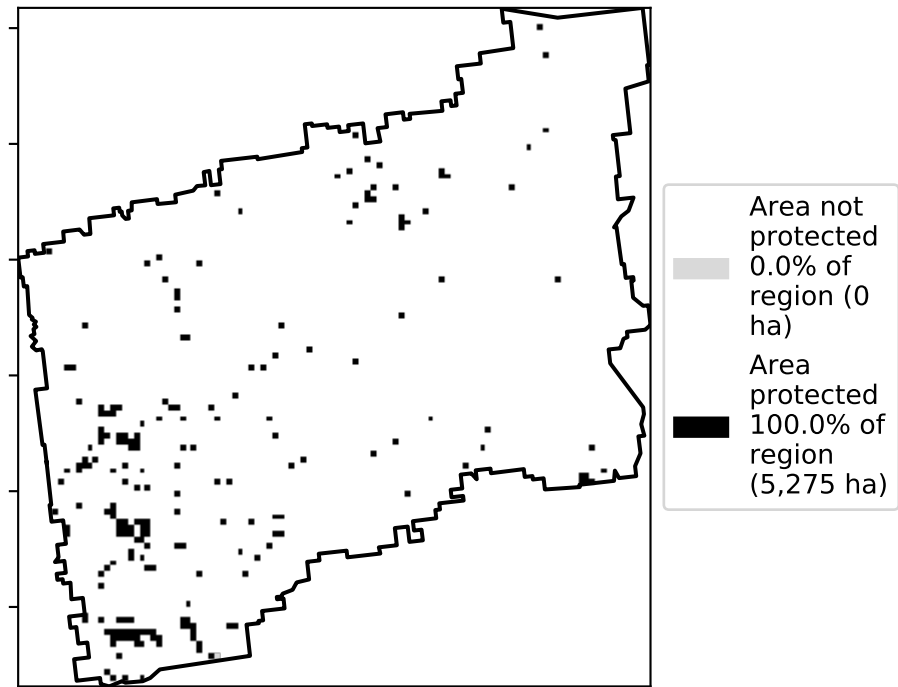 Area not
protected
0.0% of
region (0
ha)
Area
protected
100.0% of
region
(5,275 ha)